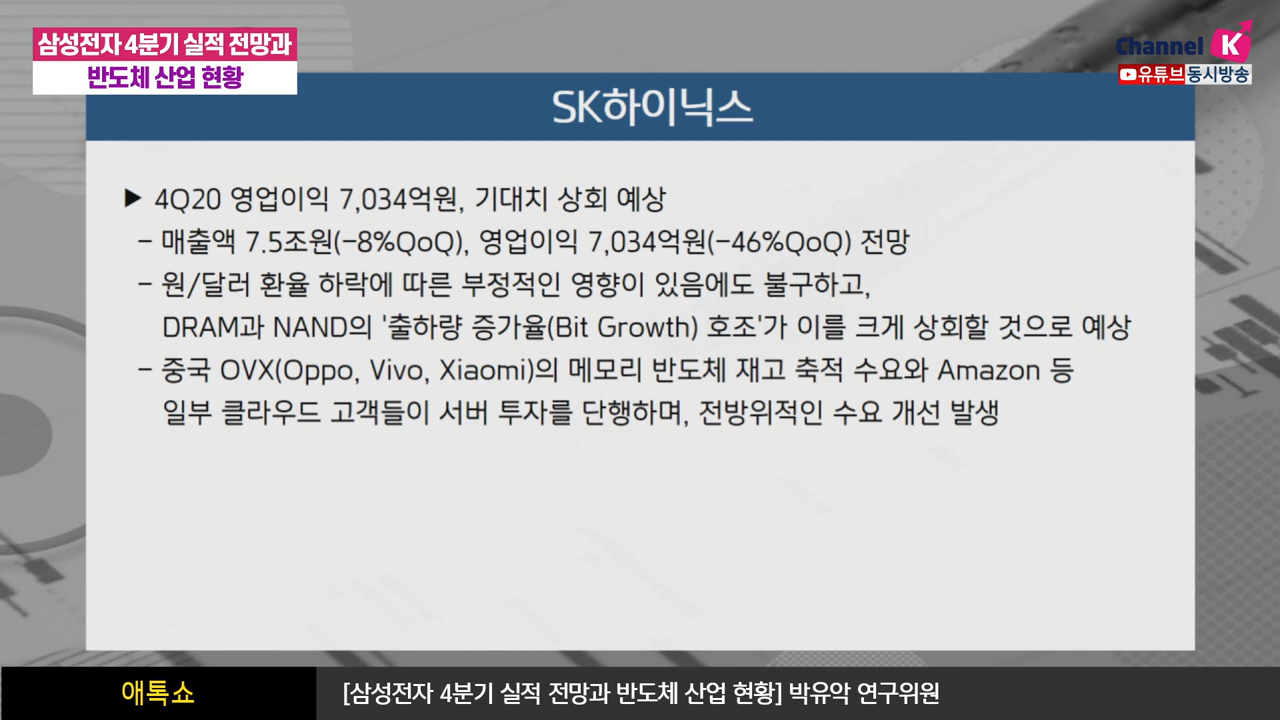 삼성전자 4분기 실적 전망과
반도체 산업 현황
Channel K
유튜브동시방송
SK하이닉스
▶ 4Q20 영업이익 7,034억원, 기대치 상회 예상
- 매출액 7.5조원(-8%QoQ), 영업이익 7,034억원(-46%QoQ) 전망
- 원/달러 환율 하락에 따른 부정적인 영향이 있음에도 불구하고,
DRAM과 NAND의 '출하량 증가율(Bit Growth) 호조'가 이를 크게 상회할 것으로 예상
- 중국 OVX(Oppo, Vivo, Xiaomi)의 메모리 반도체 재고 축적 수요와 Amazon 등
일부 클라우드 고객들이 서버 투자를 단행하며, 전방위적인 수요 개선 발생
애톡쇼
[삼성전자 4분기 실적 전망과 반도체 산업 현황] 박유악 연구위원